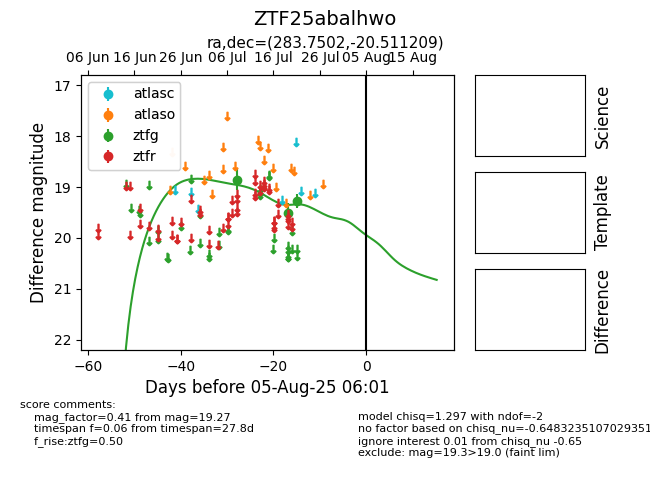 ZTF25abalhwo
ra,dec=(283.7502,-20.511209)
06 Jun 16 Jun 26 Jun 06 Jul 16 Jul 26 Jul 05 Aug 15 Aug
atlasc
atlaso
ztfg
ztfr
17
18
19
20
21
22
Difference magnitude
−60 −40 −20 0
Days before 05-Aug-25 06:01
Science
Template
Difference
score comments:
mag_factor=0.41 from mag=19.27
timespan f=0.06 from timespan=27.8d
f_rise:ztfg=0.50
model chisq=1.297 with ndof=-2
no factor based on chisq_nu=-0.6483235107029351
ignore interest 0.01 from chisq_nu -0.65
exclude: mag=19.3>19.0 (faint lim)